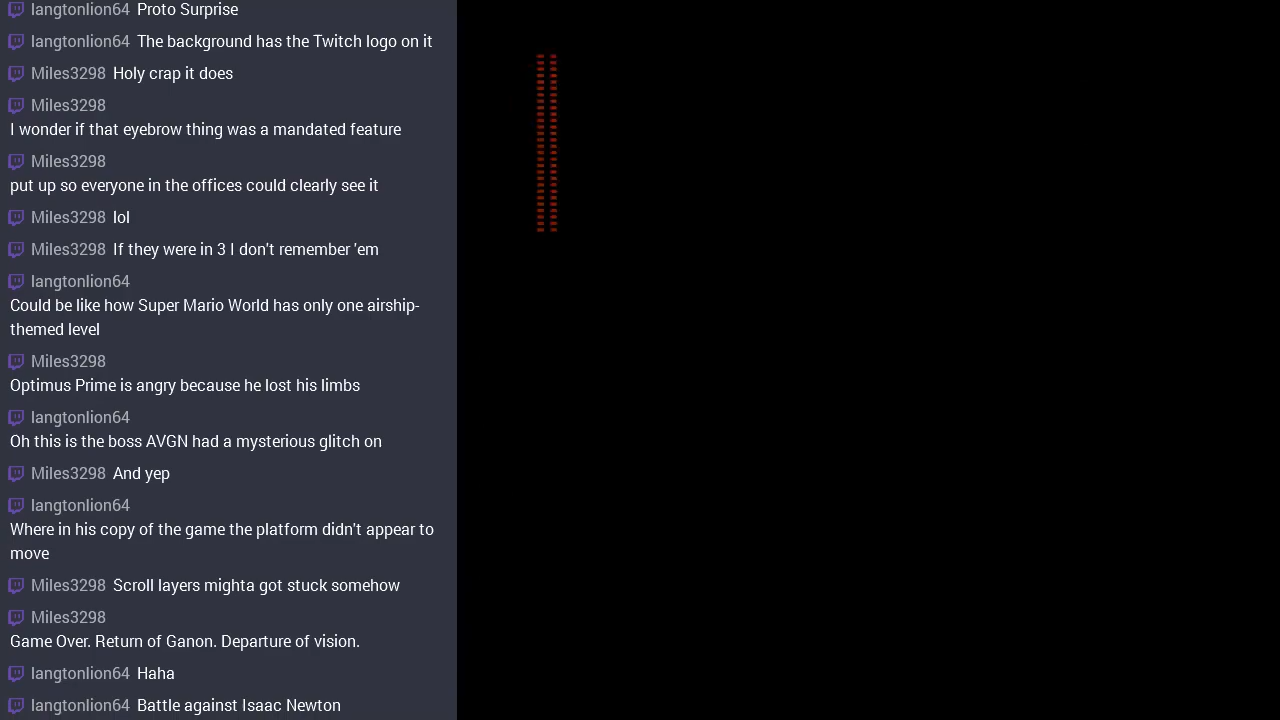 langtonlion64 Proto Surprise
langtonlion64 The background has the Twitch logo on it
Miles3298 Holy crap it does
Miles3298
I wonder if that eyebrow thing was a mandated feature
Miles3298
put up so everyone in the offices could clearly see it
Miles3298 lol
Miles3298 If they were in 3 I don't remember 'em
langtonlion64
Could be like how Super Mario World has only one airship-
themed level
Miles3298
Optimus Prime is angry because he lost his limbs
langtonlion64
Oh this is the boss AVGN had a mysterious glitch on
Miles3298 And yep
langtonlion64
Where in his copy of the game the platform didn't appear to
move
Miles3298 Scroll layers mighta got stuck somehow
Miles3298
Game Over. Return of Ganon. Departure of vision.
langtonlion64 Haha
langtonlion64 Battle against Isaac Newton